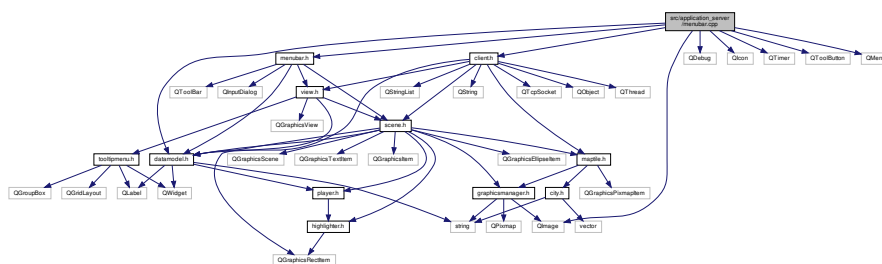 src/application_server
/menubar.cpp
menubar.h
client.h
QDebug
QIcon
QTimer
QToolButton
QMen
QToolBar
QInputDialog
view.h
QStringList
QString
QTcpSocket
QObject
QThread
QGraphicsView
scene.h
tooltipmenu.h
datamodel.h
QGraphicsScene
QGraphicsTextItem
QGraphicsItem
QGraphicsEllipseItem
maptile.h
QGroupBox
QGridLayout
QLabel
QWidget
player.h
graphicsmanager.h
city.h
QGraphicsPixmapItem
highlighter.h
string
QPixmap
QImage
vector
QGraphicsRectItem